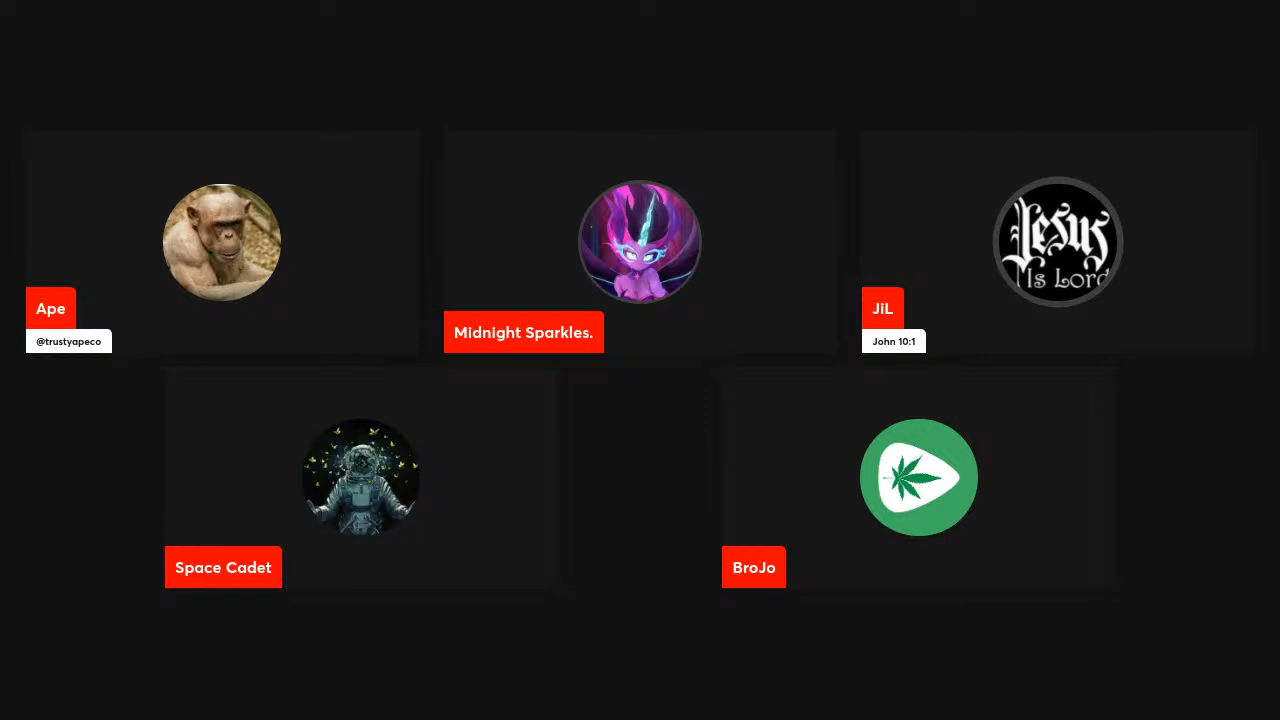 Ape
@trustyapeco
Midnight Sparkles.
Jesus
Is Lord
JiL
John 10:1
Space Cadet
BroJo